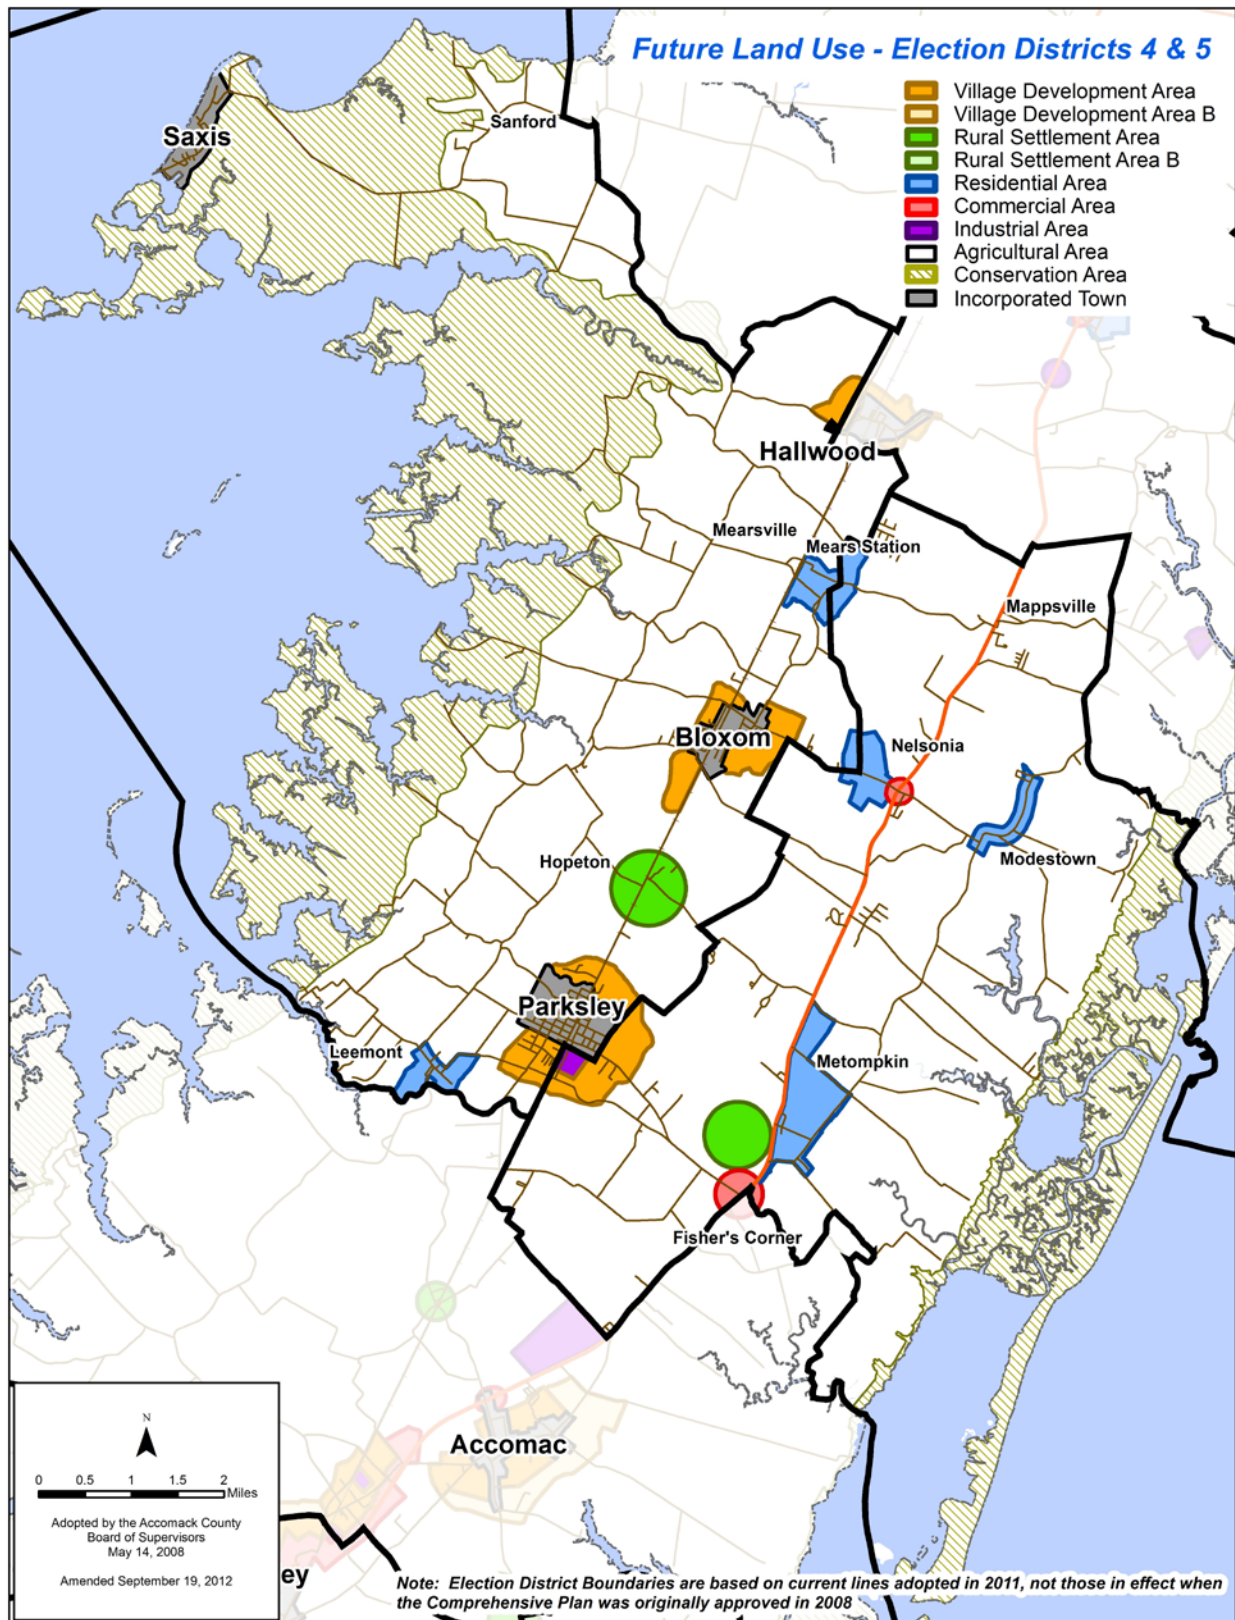 Future Land Use - Election Districts 4 & 5
Village Development Area
Village Development Area B
Rural Settlement Area
Rural Settlement Area B
Residential Area
Commercial Area
Industrial Area
Agricultural Area
Conservation Area
Incorporated Town
Sanford
Saxis
Hallwood
Mearsville
Mears Station
Mappsville
Bloxom
Nelsonia
Hopeton
Modestown
Parksley
Leemont
Metompkin
Fisher's Corner
Accomac
N
0 0.5 1 1.5 2
Miles
Adopted by the Accomack County
Board of Supervisors
May 14, 2008
Amended September 19, 2012
ey
Note: Election District Boundaries are based on current lines adopted in 2011, not those in effect when
the Comprehensive Plan was originally approved in 2008